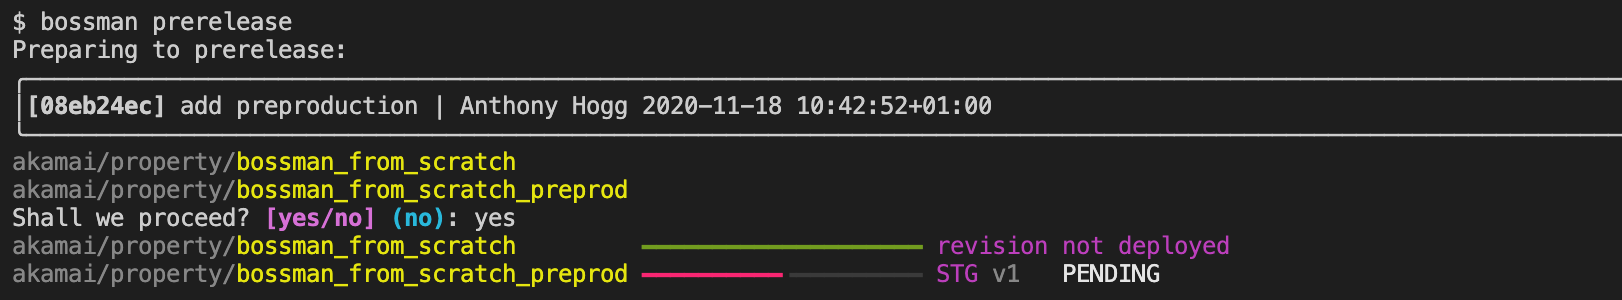 $ bossman prerelease
Preparing to prerelease:
[08eb24ec] add preproduction | Anthony Hogg 2020-11-18 10:42:52+01:00
akamai/property/bossman_from_scratch
akamai/property/bossman_from_scratch_preprod
Shall we proceed? [yes/no] (no): yes
akamai/property/bossman_from_scratch revision not deployed
akamai/property/bossman_from_scratch_preprod STG v1 PENDING